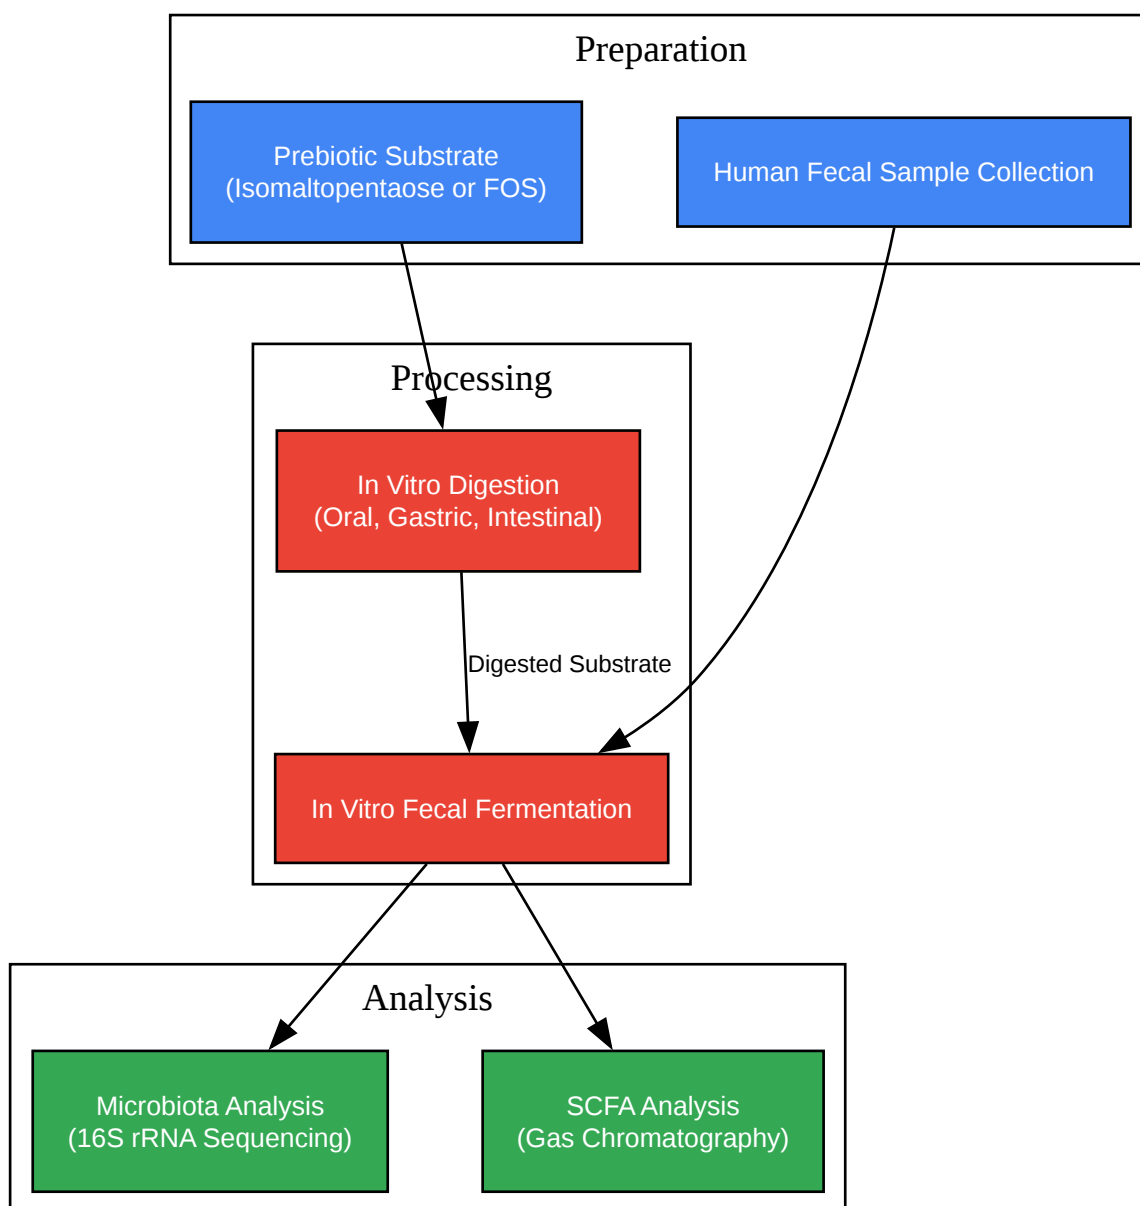 Preparation
Prebiotic Substrate
(Isomaltopentaose or FOS)
Human Fecal Sample Collection
Processing
In Vitro Digestion
(Oral, Gastric, Intestinal)
Digested Substrate
In Vitro Fecal Fermentation
Analysis
Microbiota Analysis
(16S rRNA Sequencing)
SCFA Analysis
(Gas Chromatography)